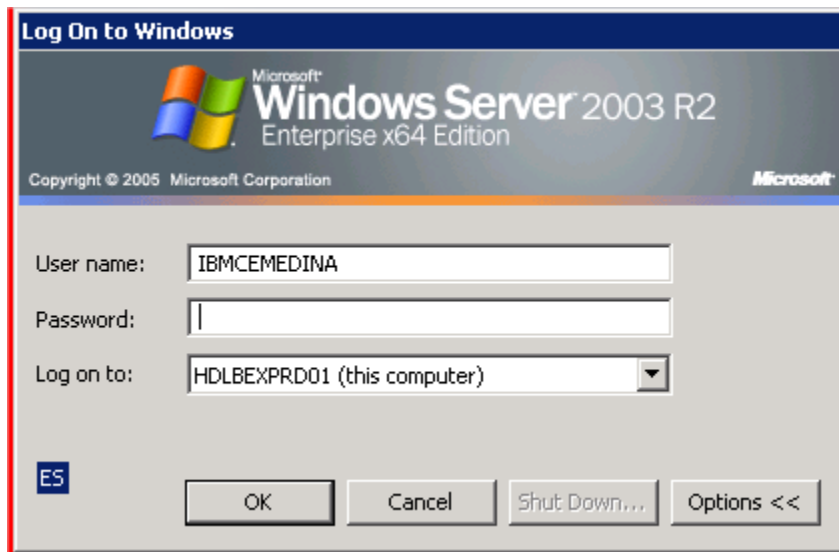 Log On to Windows
Microsoft
Windows Server 2003 R2
Enterprise x64 Edition
Copyright © 2005 Microsoft Corporation Microsoft
User name: IBMCEMEDINA
Password:
Log on to: HDLBEXPRD01 (this computer)
ES
OK Cancel Shut Down... Options <<